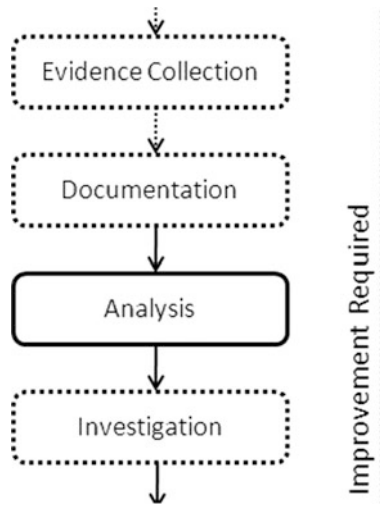 Evidence Collection
Documentation
Analysis
Investigation
Improvement Required